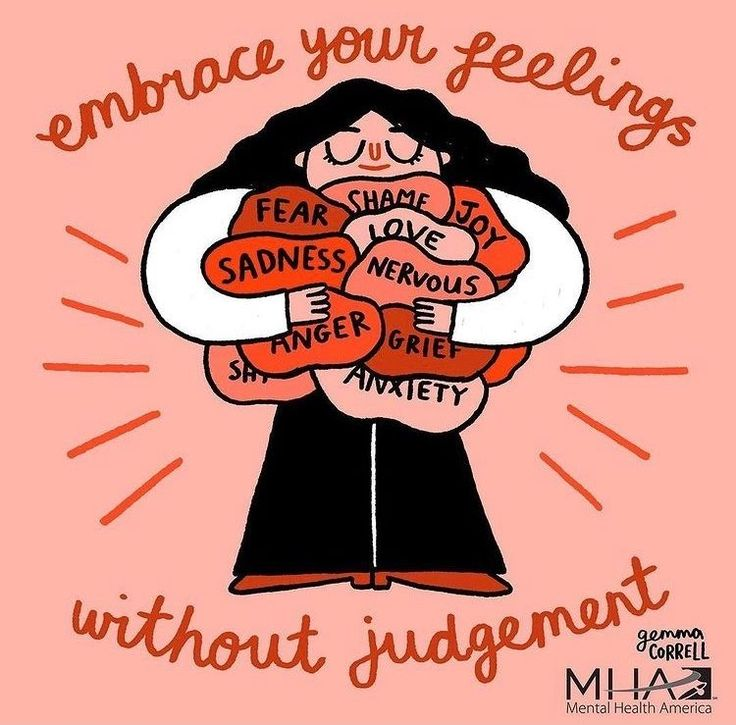 embrace your feelings
SHAME
FEAR
JOY
LOVE
SADNESS
NERVOUS
ANGER
GRIEF
ANXIETY
without judgement
gemma
CORRELL
MHA
Mental Health America